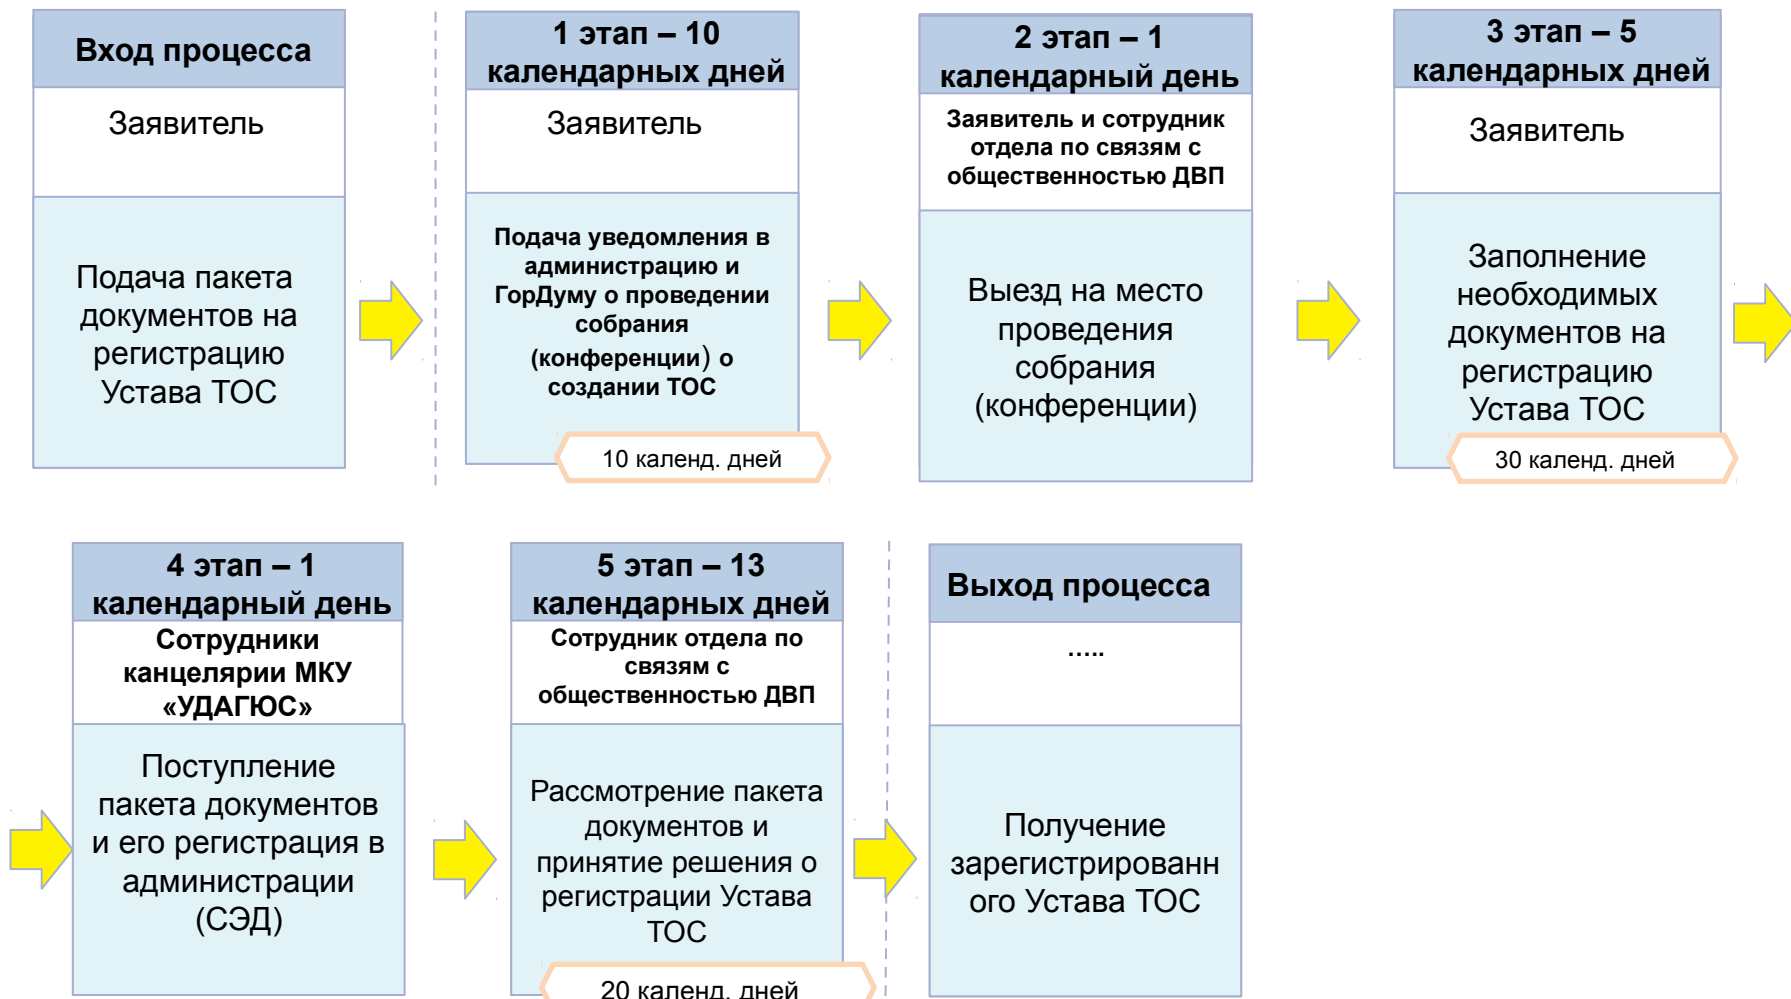 Вход процесса
Заявитель
Подача пакета
документов на
регистрацию
Устава ТОС
1 этап – 10
календарных дней
Заявитель
Подача уведомления в
администрацию и
ГорДуму о проведении
собрания
(конференции) о
создании ТОС
10 календ. дней
2 этап – 1
календарный день
Заявитель и сотрудник
отдела по связям с
общественностью ДВП
Выезд на место
проведения
собрания
(конференции)
3 этап – 5
календарных дней
Заявитель
Заполнение
необходимых
документов на
регистрацию
Устава ТОС
30 календ. дней
4 этап – 1
календарный день
Сотрудники
канцелярии МКУ
«УДАГЮС»
Поступление
пакета документов
и его регистрация в
администрации
(СЭД)
5 этап – 13
календарных дней
Сотрудник отдела по
связям с
общественностью ДВП
Рассмотрение пакета
документов и
принятие решения о
регистрации Устава
ТОС
20 календ. дней
Выход процесса
…..
Получение
зарегистрированн
ого Устава ТОС